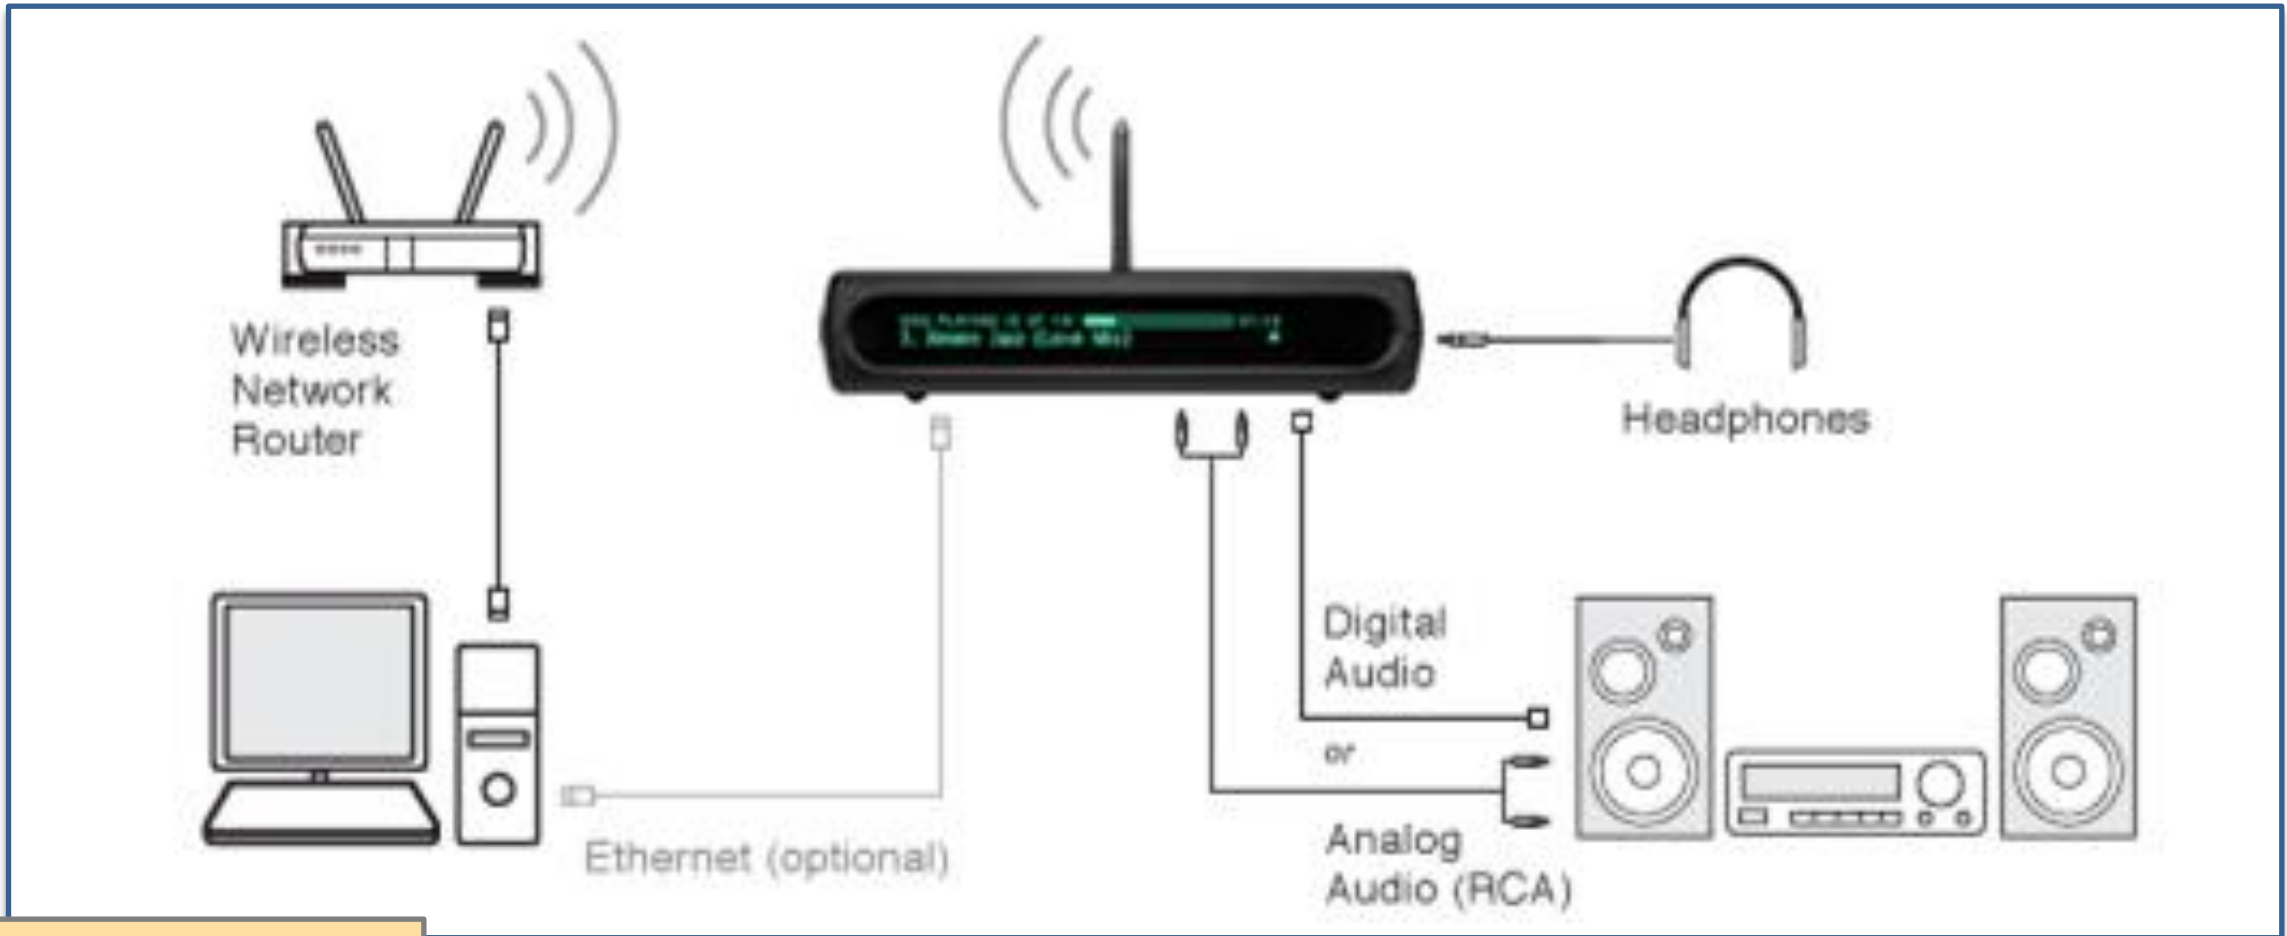 Wireless
Network
Router
Headphones
Digital
Audio
or
Analog
Audio (RCA)
Ethernet (optional)